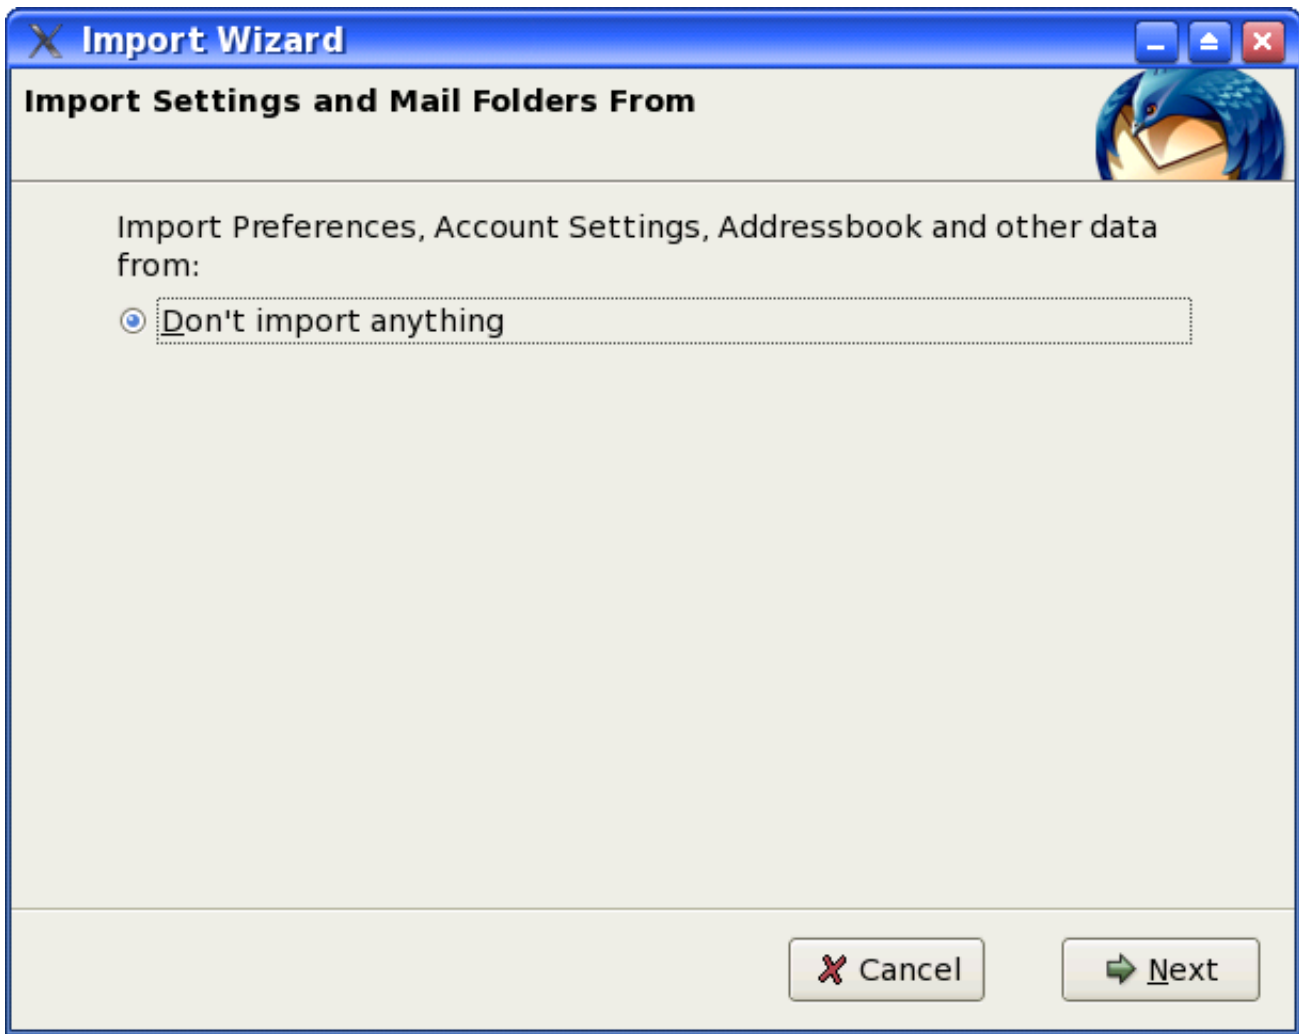 Import Wizard
Import Settings and Mail Folders From
Import Preferences, Account Settings, Addressbook and other data
from:
Don't import anything
Cancel
Next